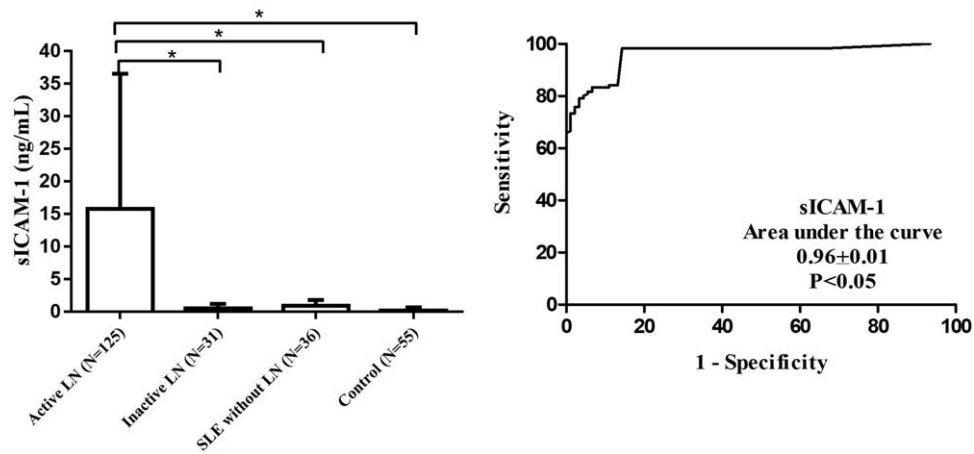 *
*
*
sICAM-1 (ng/mL)
40
35
30
25
20
15
10
5
0
Active LN (N=125)
Inactive LN (N=31)
SLE without LN (N=36)
Control (N=55)
Sensitivity
100
80
60
40
20
0
0 20 40 60 80 100
1 - Specificity
sICAM-1
Area under the curve
0.96±0.01
P<0.05